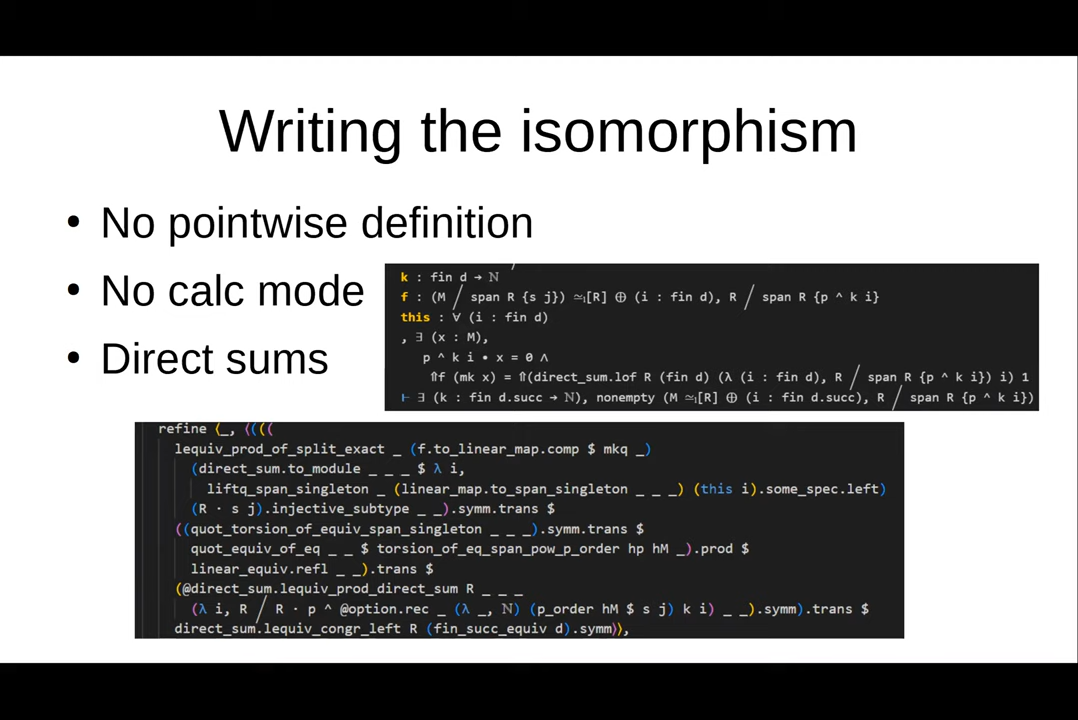 Writing the isomorphism
• No pointwise definition
• No calc mode
• Direct sums
k : fin d → ℕ
f : (M ╱ span R {s j}) ≃ₗ[R] ⨁ (i : fin d), R ╱ span R {p ^ k i}
this : ∀ (i : fin d)
, ∃ (x : M),
p ^ k i • x = 0 ∧
⇑f (mk x) = ⇑(direct_sum.lof R (fin d) (λ (i : fin d), R ╱ span R {p ^ k i}) i) 1
⊢ ∃ (k : fin d.succ → ℕ), nonempty (M ≃ₗ[R] ⨁ (i : fin d.succ), R ╱ span R {p ^ k i})
refine ⟨_, ⟨(((
lequiv_prod_of_split_exact _ (f.to_linear_map.comp $ mkq _)
(direct_sum.to_module _ _ _ $ λ i,
liftq_span_singleton _ (linear_map.to_span_singleton _ _ _) (this i).some_spec.left)
(R ∙ s j).injective_subtype _ _).symm.trans $
((quot_torsion_of_equiv_span_singleton _ _ _).symm.trans $
quot_equiv_of_eq _ _ $ torsion_of_eq_span_pow_p_order hp hM _).prod $
linear_equiv.refl _ _).trans $
(@direct_sum.lequiv_prod_direct_sum R _ _ _
(λ i, R ╱ R ∙ p ^ @option.rec _ (λ _, ℕ) (p_order hM $ s j) k i) _ _).symm).trans $
direct_sum.lequiv_congr_left R (fin_succ_equiv d).symm⟩⟩,